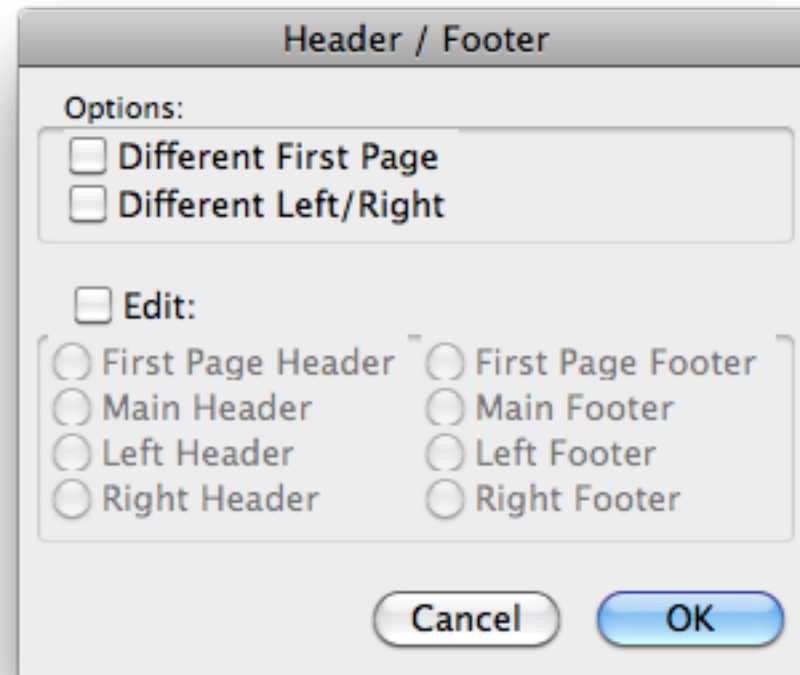 Header / Footer
Options:
Different First Page
Different Left/Right
Edit:
First Page Header First Page Footer
Main Header Main Footer
Left Header Left Footer
Right Header Right Footer
Cancel OK